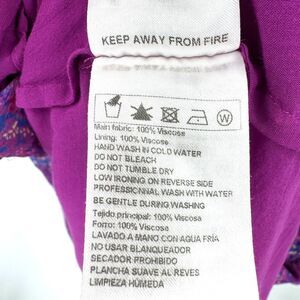 KEEP AWAY FROM FIRE
W
Main fabric: 100% Viscose
Lining: 100% Viscose
HAND WASH IN COLD WATER
DO NOT BLEACH
DO NOT TUMBLE DRY
LOW IRONING ON REVERSE SIDE
PROFESSIONNAL WASH WITH WATER
BE GENTLE DURING WASHING
Tejido principal: 100% Viscosa
Forro: 100% Viscosa
LAVADO A MANO CON AGUA FRÍA
NO USAR BLANQUEADOR
SECADOR PROHIBIDO
PLANCHA SUAVE AL REVES
LIMPIEZA HÚMEDA